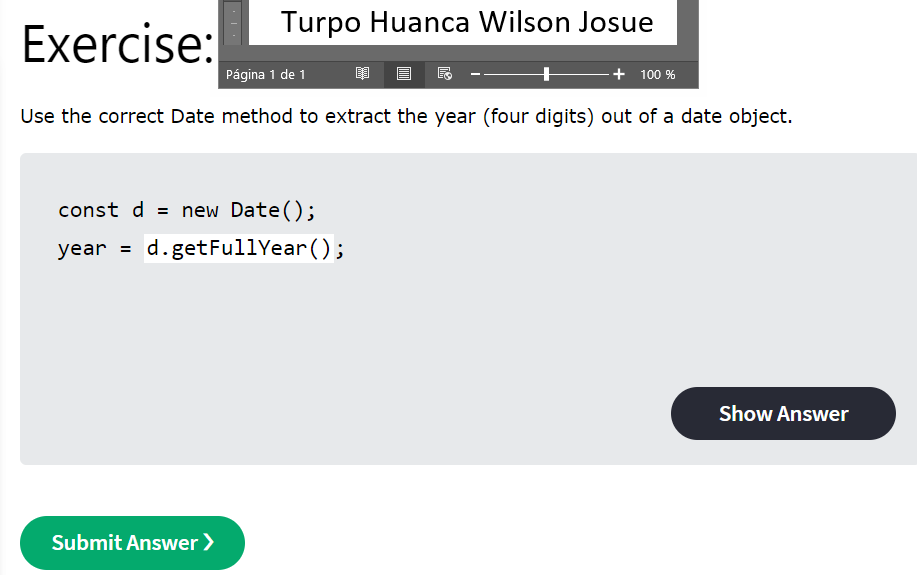 Exercise:
Turpo Huanca Wilson Josue
Página 1 de 1
100 %
Use the correct Date method to extract the year (four digits) out of a date object.
const d = new Date();
year = d.getFullYear();
Show Answer
Submit Answer ❯